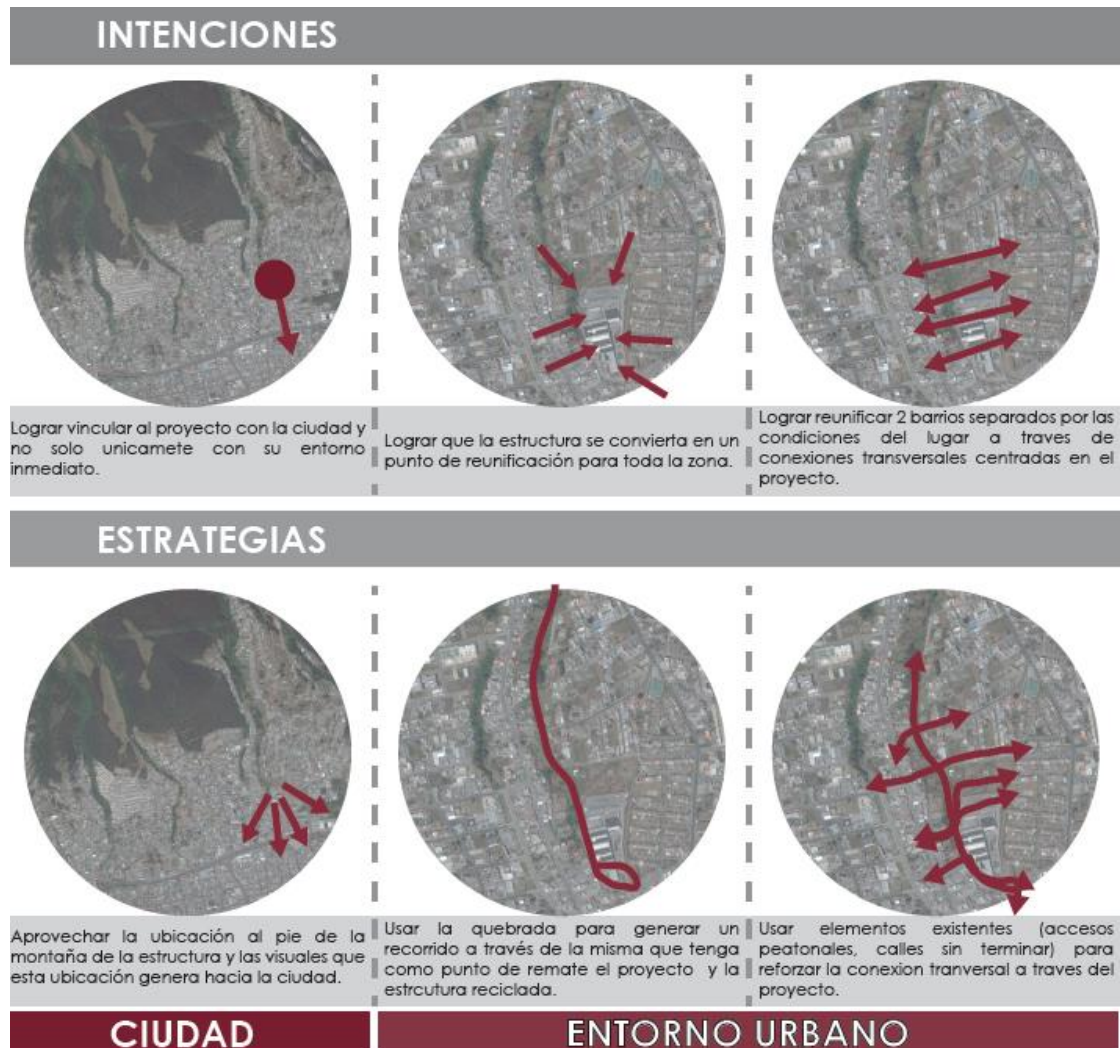 INTENCIONES
Lograr vincular al proyecto con la ciudad y
no solo unicamete con su entorno
inmediato.
Lograr que la estructura se convierta en un
punto de reunificación para toda la zona.
Lograr reunificar 2 barrios separados por las
condiciones del lugar a traves de
conexiones transversales centradas en el
proyecto.
ESTRATEGIAS
Aprovechar la ubicación al pie de la
montaña de la estructura y las visuales que
esta ubicación genera hacia la ciudad.
Usar la quebrada para generar un
recorrido a través de la misma que tenga
como punto de remate el proyecto y la
estrcutura reciclada.
Usar elementos existentes (accesos
peatonales, calles sin terminar) para
reforzar la conexion tranversal a traves del
proyecto.
CIUDAD
ENTORNO URBANO